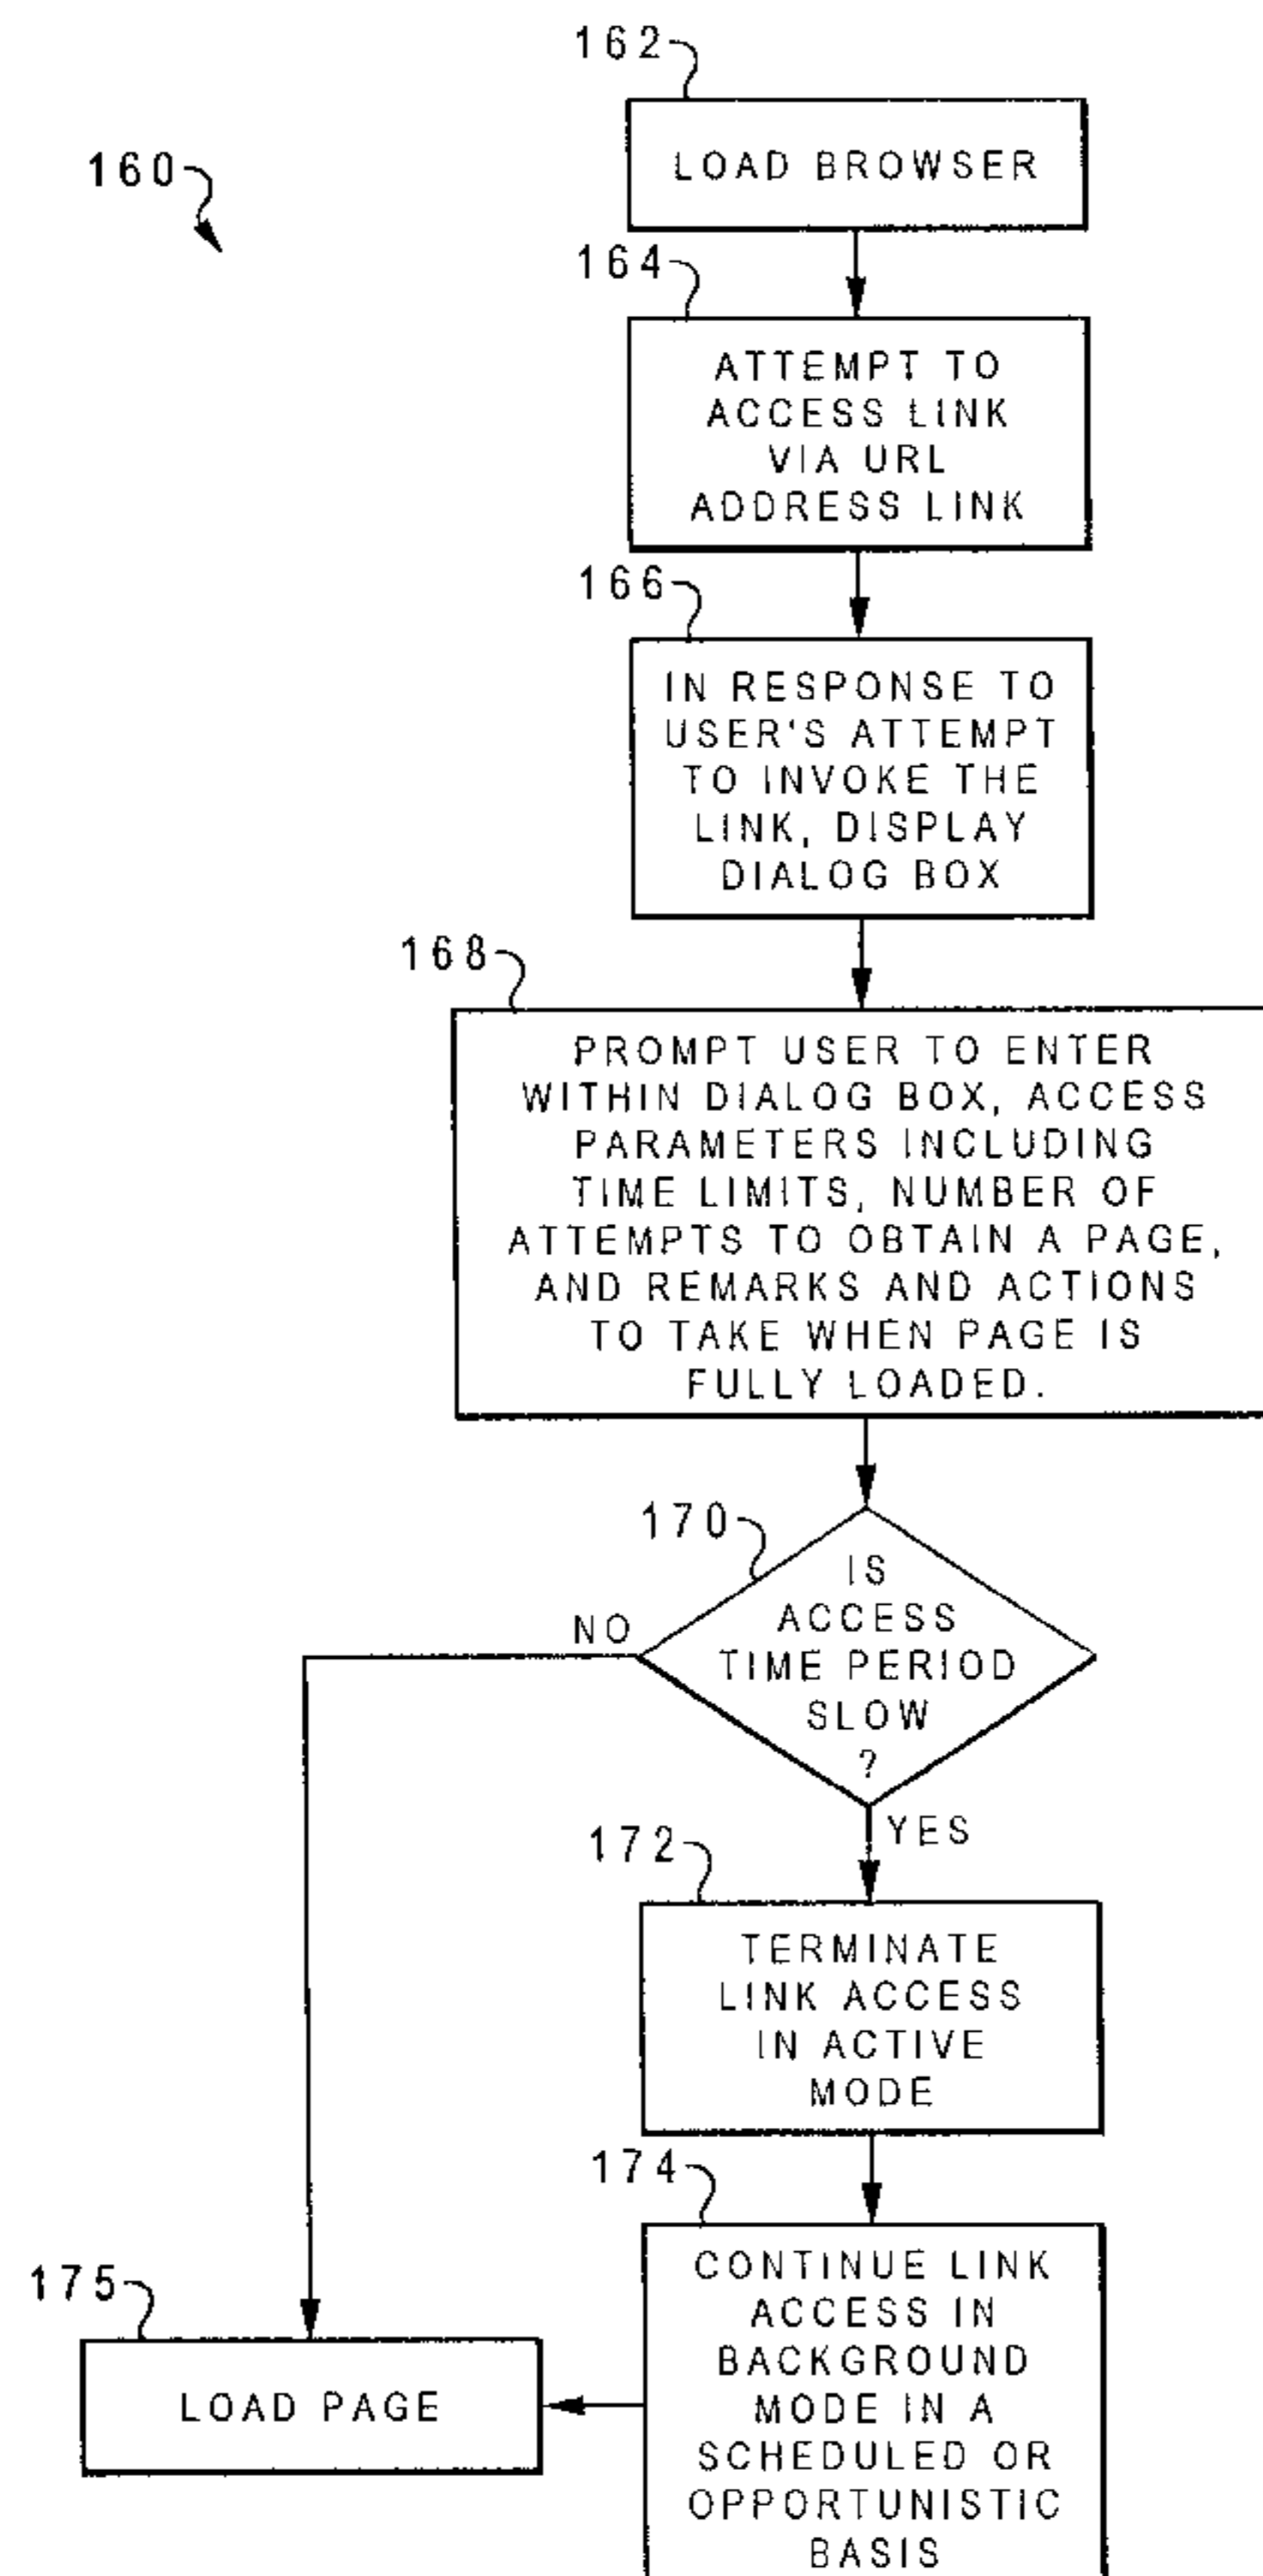 162
LOAD BROWSER
160
164
ATTEMPT TO
ACCESS LINK
VIA URL
ADDRESS LINK
166
IN RESPONSE TO
USER'S ATTEMPT
TO INVOKE THE
LINK, DISPLAY
DIALOG BOX
168
PROMPT USER TO ENTER
WITHIN DIALOG BOX, ACCESS
PARAMETERS INCLUDING
TIME LIMITS, NUMBER OF
ATTEMPTS TO OBTAIN A PAGE,
AND REMARKS AND ACTIONS
TO TAKE WHEN PAGE IS
FULLY LOADED.
170
IS
ACCESS
TIME PERIOD
SLOW
?
NO
YES
172
TERMINATE
LINK ACCESS
IN ACTIVE
MODE
174
CONTINUE LINK
ACCESS IN
BACKGROUND
MODE IN A
SCHEDULED OR
OPPORTUNISTIC
BASIS
175
LOAD PAGE